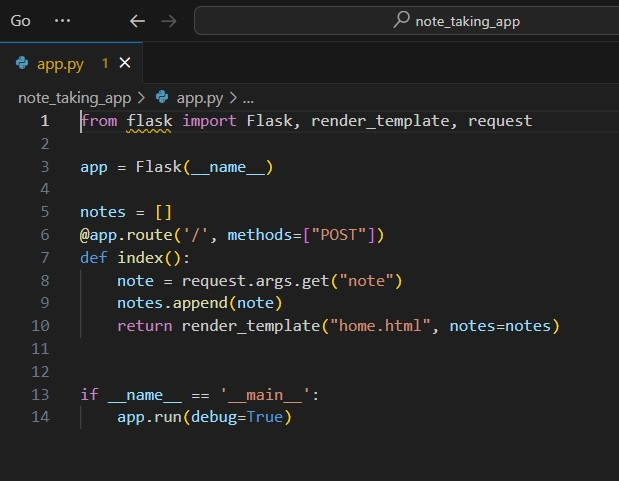 Go ··· ← → note_taking_app
app.py 1 ×
note_taking_app > app.py > ...
1 from flask import Flask, render_template, request
2
3 app = Flask(__name__)
4
5 notes = []
6 @app.route('/', methods=["POST"])
7 def index():
8     note = request.args.get("note")
9     notes.append(note)
10     return render_template("home.html", notes=notes)
11
12
13 if __name__ == '__main__':
14     app.run(debug=True)